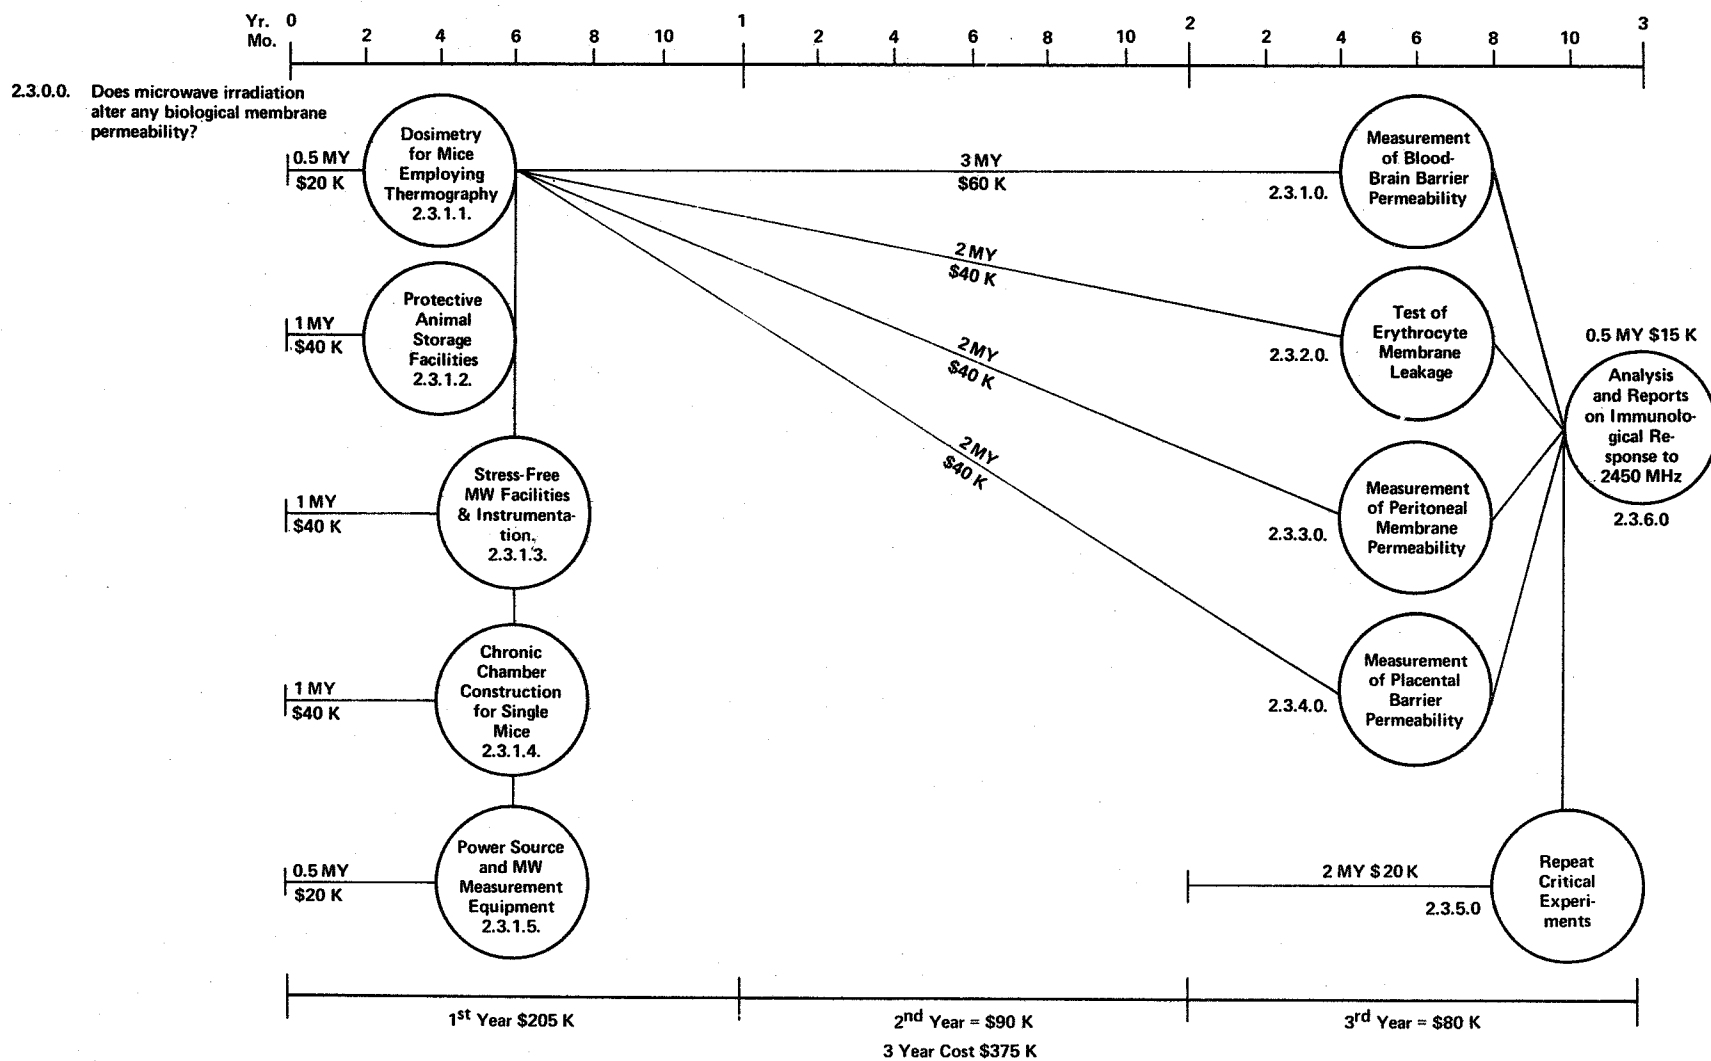 Yr. 0 1 2 3
Mo. 2 4 6 8 10 2 4 6 8 10 2 4 6 8 10
2.3.0.0. Does microwave irradiation
alter any biological membrane
permeability?
0.5 MY
$20 K
Dosimetry
for Mice
Employing
Thermography
2.3.1.1.
3 MY
$60 K
2.3.1.0.
Measurement
of Blood-
Brain Barrier
Permeability
1 MY
$40 K
Protective
Animal
Storage
Facilities
2.3.1.2.
2 MY
$40 K
2.3.2.0.
Test of
Erythrocyte
Membrane
Leakage
0.5 MY $15 K
Analysis
and Reports
on Immunolo-
gical Re-
sponse to
2450 MHz
2.3.6.0
1 MY
$40 K
Stress-Free
MW Facilities
& Instrumenta-
tion.
2.3.1.3.
2 MY
$40 K
2.3.3.0.
Measurement
of Peritoneal
Membrane
Permeability
1 MY
$40 K
Chronic
Chamber
Construction
for Single
Mice
2.3.1.4.
2 MY
$40 K
2.3.4.0.
Measurement
of Placental
Barrier
Permeability
0.5 MY
$20 K
Power Source
and MW
Measurement
Equipment
2.3.1.5.
2 MY $20 K
2.3.5.0
Repeat
Critical
Experi-
ments
1st Year $205 K
2nd Year = $90 K
3rd Year = $80 K
3 Year Cost $375 K